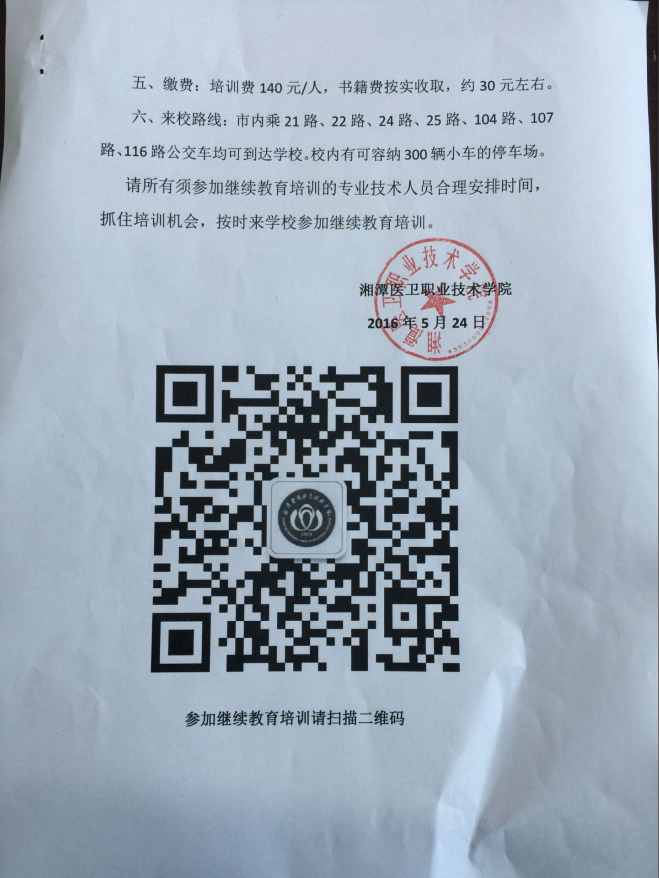 五、缴费：培训费 140 元/人，书籍费按实收取，约 30 元左右。
六、来校路线：市内乘 21 路、22 路、24 路、25 路、104 路、107
路、116 路公交车均可到达学校。校内有可容纳 300 辆小车的停车场。
请所有须参加继续教育培训的专业技术人员合理安排时间，
抓住培训机会，按时来学校参加继续教育培训。
湘潭医卫职业技术学院
2016 年 5 月 24 日
湘潭医卫职业技术学院
参加继续教育培训请扫描二维码